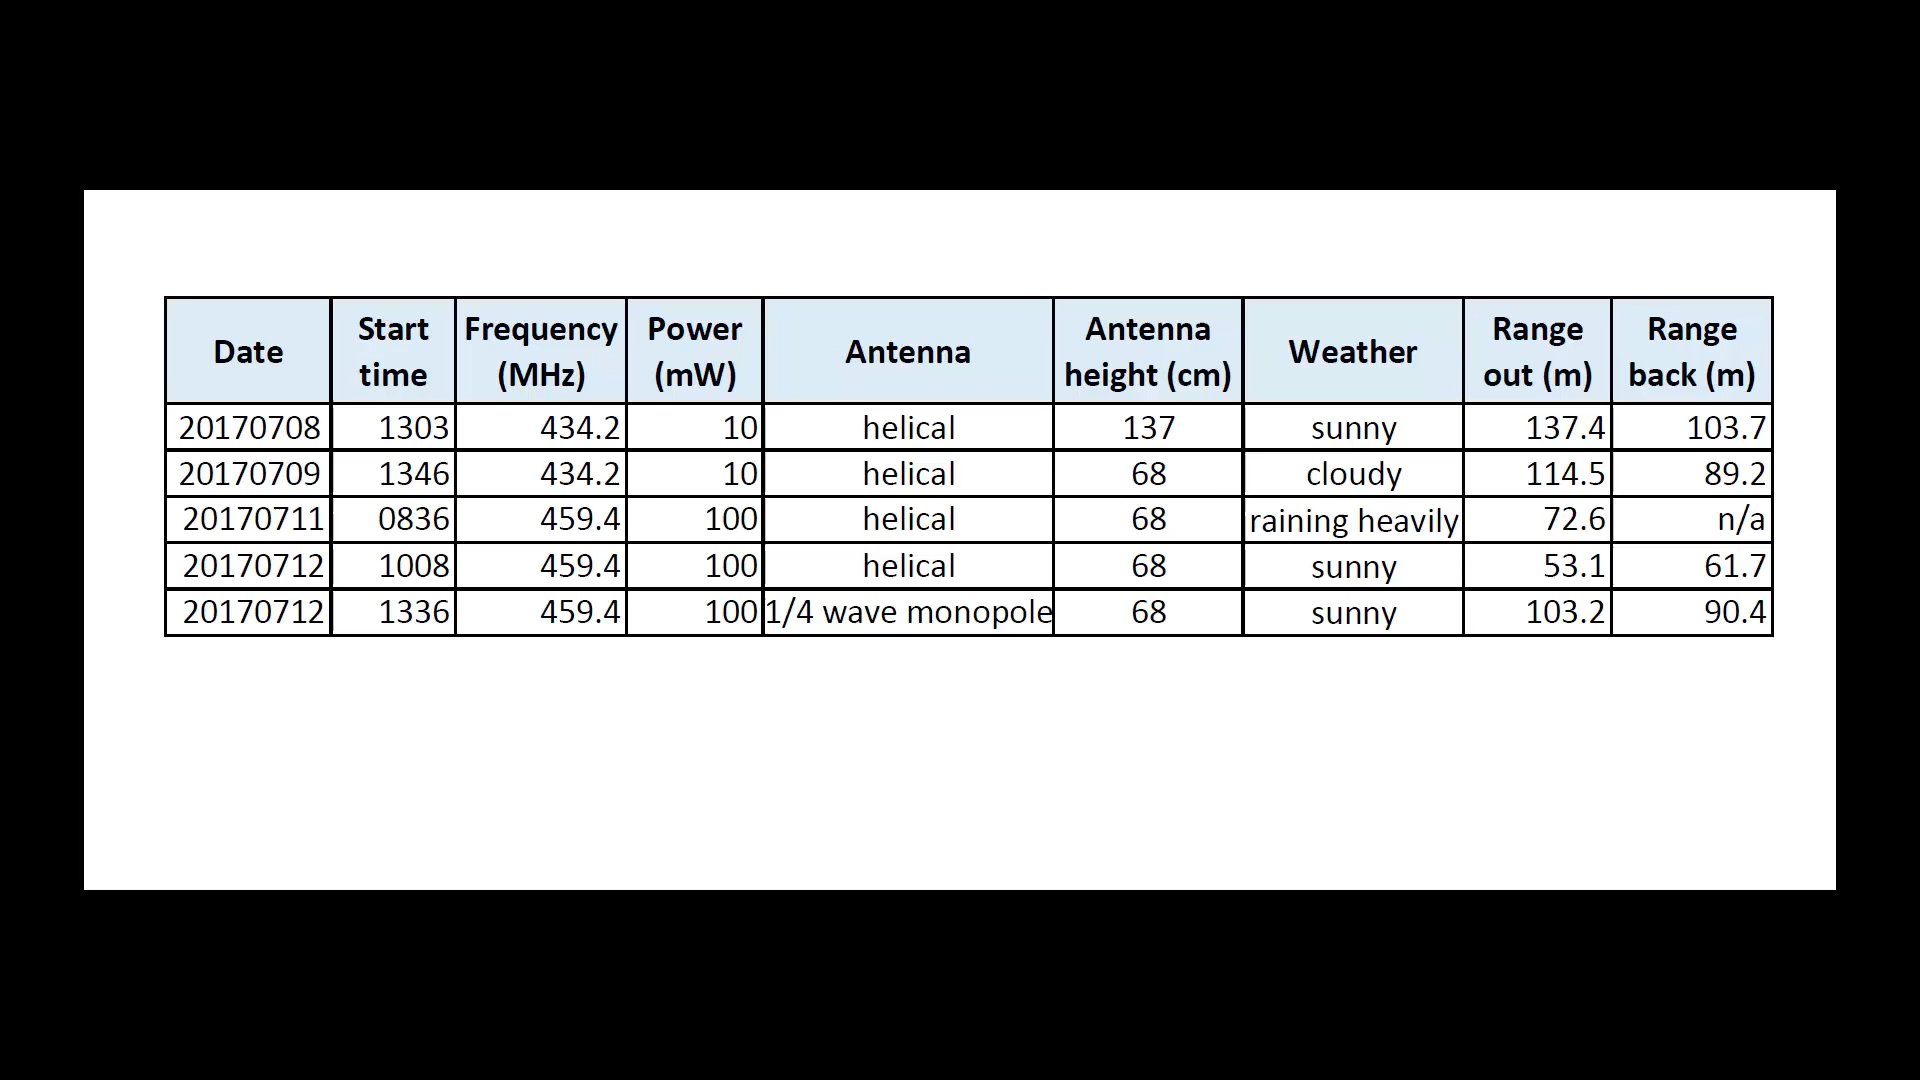 Date Start time Frequency (MHz) Power (mW) Antenna Antenna height (cm) Weather Range out (m) Range back (m)
20170708 1303 434.2 10 helical 137 sunny 137.4 103.7
20170709 1346 434.2 10 helical 68 cloudy 114.5 89.2
20170711 0836 459.4 100 helical 68 raining heavily 72.6 n/a
20170712 1008 459.4 100 helical 68 sunny 53.1 61.7
20170712 1336 459.4 100 1/4 wave monopole 68 sunny 103.2 90.4